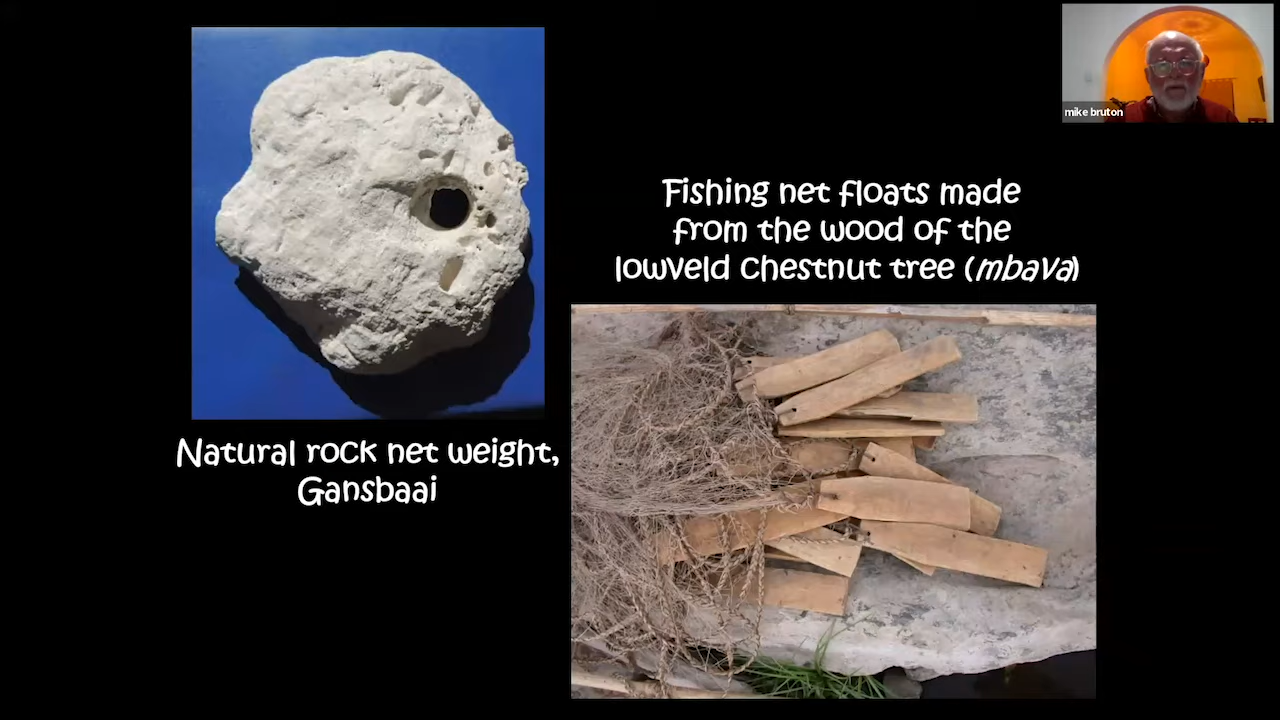 mike bruton
Fishing net floats made
from the wood of the
lowveld chestnut tree (mbava)
Natural rock net weight,
Gansbaai